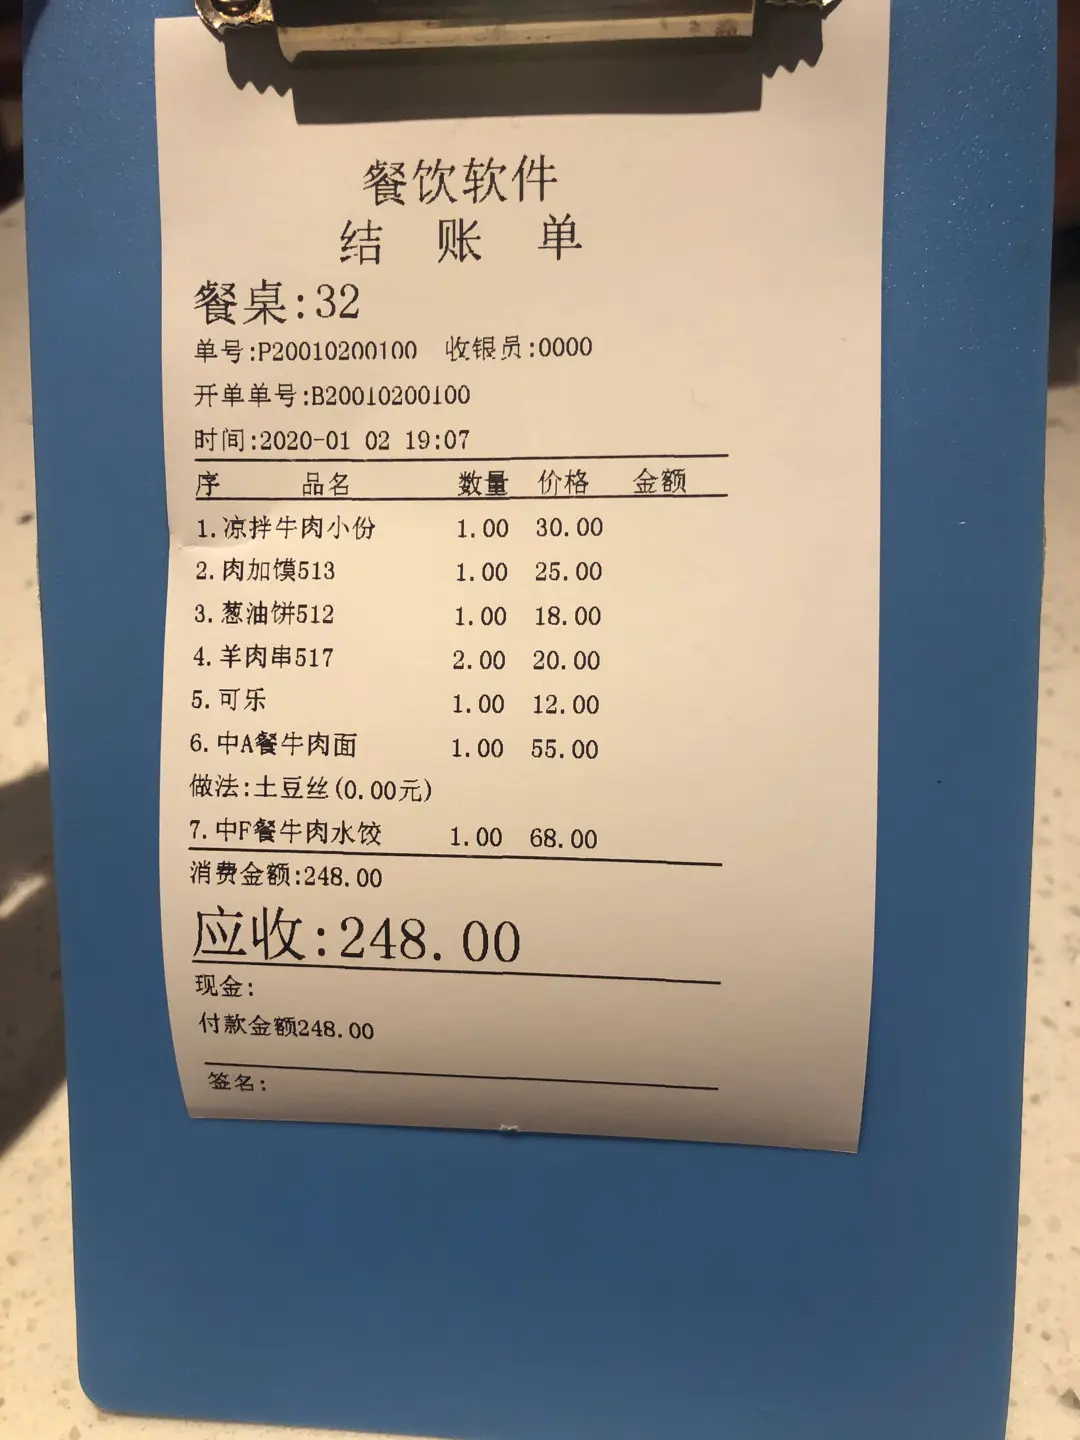 餐饮软件
结 账 单
餐桌:32
单号:P20010200100 收银员:0000
开单单号:B20010200100
时间:2020-01 02 19:07
序 品名 数量 价格 金额
1.凉拌牛肉小份 1.00 30.00
2.肉加馍513 1.00 25.00
3.葱油饼512 1.00 18.00
4.羊肉串517 2.00 20.00
5.可乐 1.00 12.00
6.中A餐牛肉面 1.00 55.00
做法:土豆丝(0.00元)
7.中F餐牛肉水饺 1.00 68.00
消费金额:248.00
应收:248.00
现金:
付款金额248.00
签名: